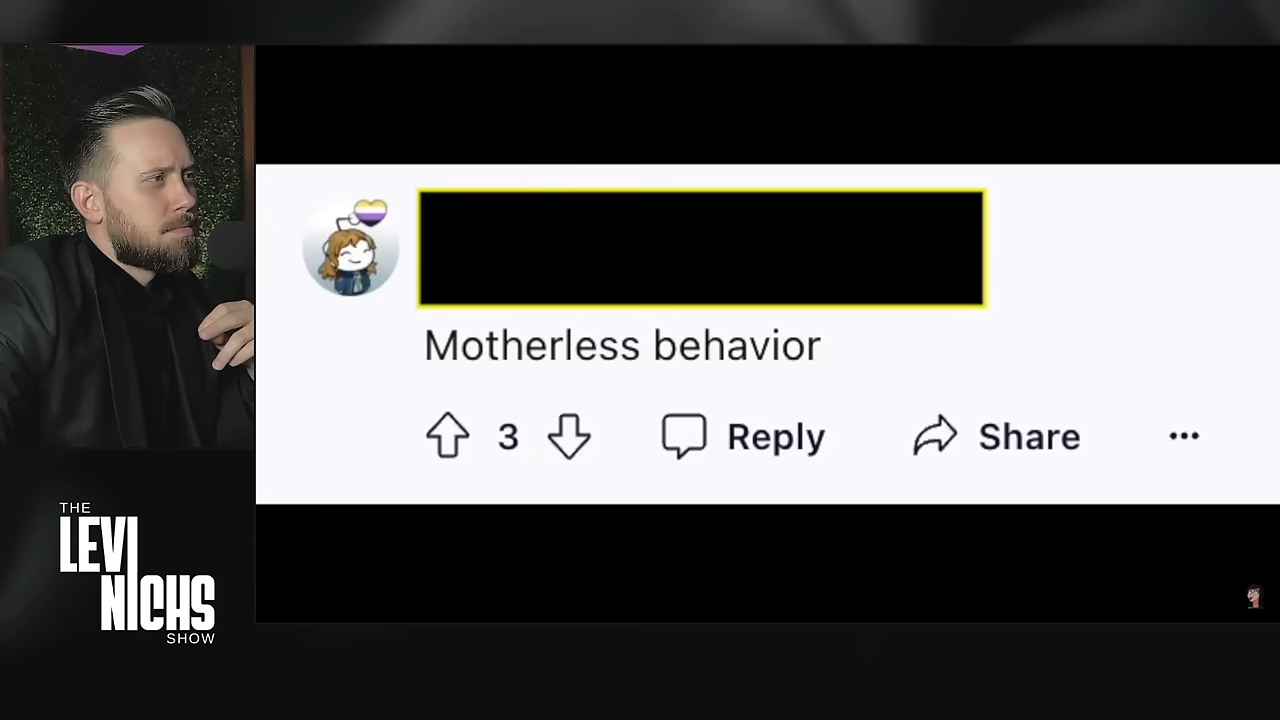 Motherless behavior
3
Reply
Share
THE
LEVI
NICHS
SHOW